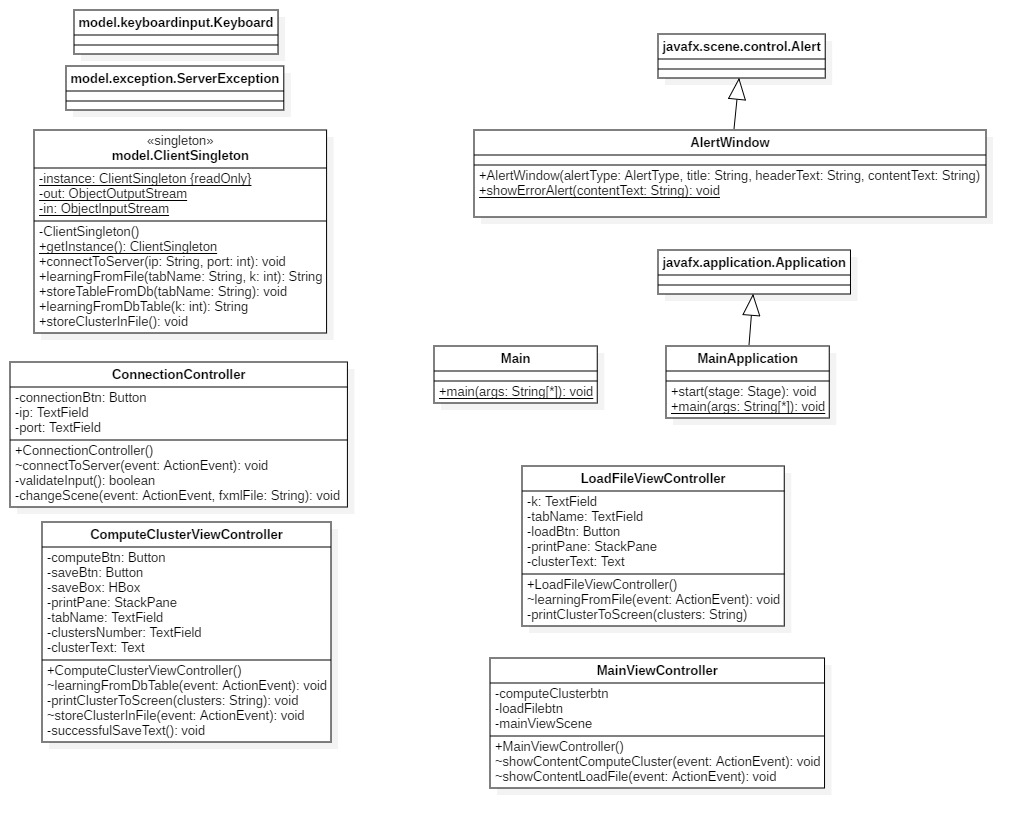 model.keyboardinput.Keyboard
model.exception.ServerException
«singleton»
model.ClientSingleton
-instance: ClientSingleton {readOnly}
-out: ObjectOutputStream
-in: ObjectInputStream
-ClientSingleton()
+getInstance(): ClientSingleton
+connectToServer(ip: String, port: int): void
+learningFromFile(tabName: String, k: int): String
+storeTableFromDb(tabName: String): void
+learningFromDbTable(k: int): String
+storeClusterInFile(): void
ConnectionController
-connectionBtn: Button
-ip: TextField
-port: TextField
+ConnectionController()
~connectToServer(event: ActionEvent): void
-validateInput(): boolean
-changeScene(event: ActionEvent, fxmlFile: String): void
ComputeClusterViewController
-computeBtn: Button
-saveBtn: Button
-saveBox: HBox
-printPane: StackPane
-tabName: TextField
-clustersNumber: TextField
-clusterText: Text
+ComputeClusterViewController()
~learningFromDbTable(event: ActionEvent): void
-printClusterToScreen(clusters: String): void
~storeClusterInFile(event: ActionEvent): void
-successfulSaveText(): void
javafx.scene.control.Alert
AlertWindow
+AlertWindow(alertType: AlertType, title: String, headerText: String, contentText: String)
+showErrorAlert(contentText: String): void
javafx.application.Application
Main
+main(args: String[*]): void
MainApplication
+start(stage: Stage): void
+main(args: String[*]): void
LoadFileViewController
-k: TextField
-tabName: TextField
-loadBtn: Button
-printPane: StackPane
-clusterText: Text
+LoadFileViewController()
~learningFromFile(event: ActionEvent): void
-printClusterToScreen(clusters: String)
MainViewController
-computeClusterbtn
-loadFilebtn
-mainViewScene
+MainViewController()
~showContentComputeCluster(event: ActionEvent): void
~showContentLoadFile(event: ActionEvent): void